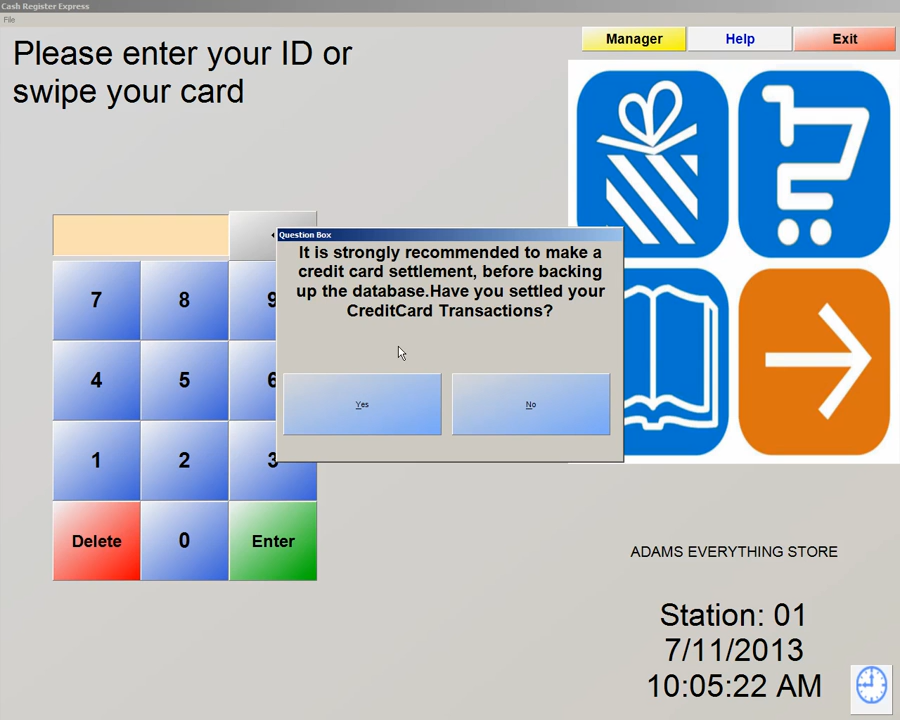 Cash Register Express
File
Please enter your ID or
swipe your card
Manager
Help
Exit
Question Box
It is strongly recommended to make a
credit card settlement, before backing
up the database.Have you settled your
CreditCard Transactions?
Yes
No
7
8
9
4
5
6
1
2
3
Delete
0
Enter
ADAMS EVERYTHING STORE
Station: 01
7/11/2013
10:05:22 AM